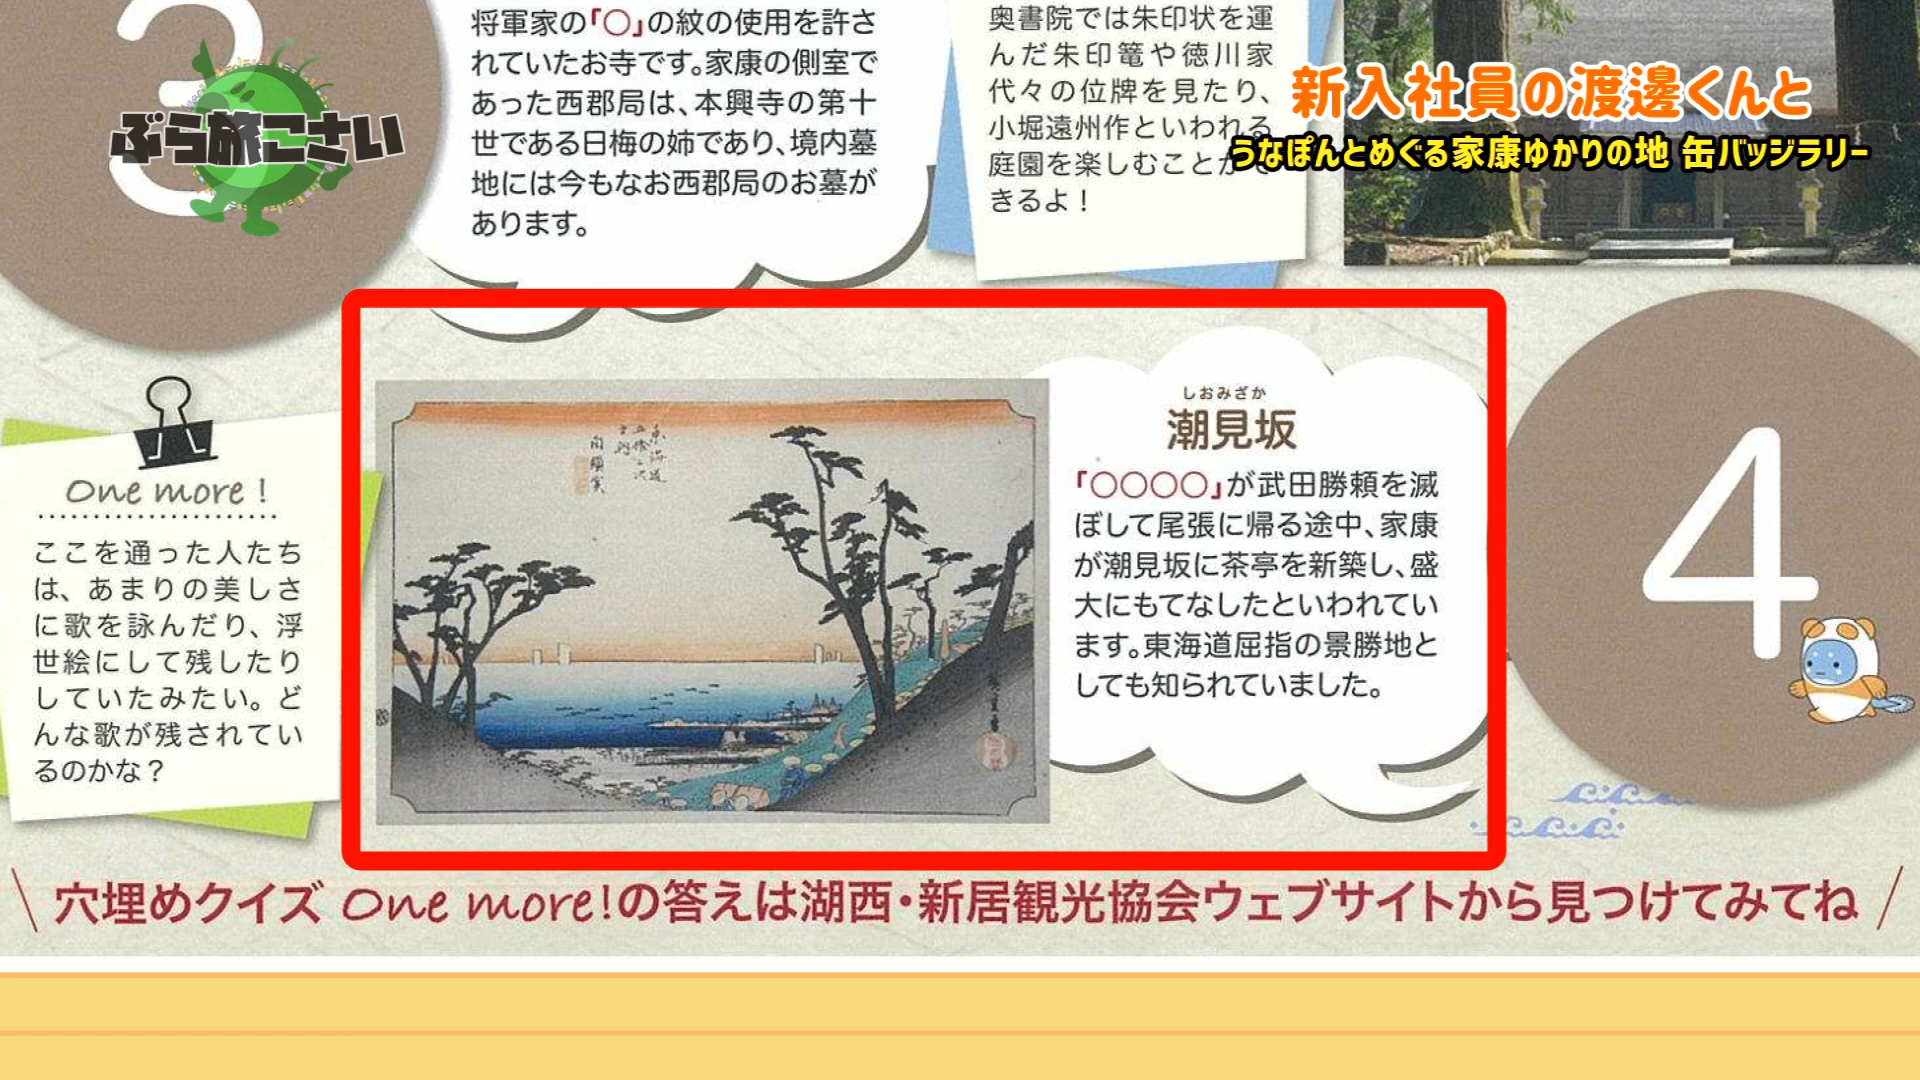 3
将軍家の「〇」の紋の使用を許さ
れていたお寺です。家康の側室で
あった西郡局は、本興寺の第十
世である日梅の姉であり、境内墓
地には今もなお西郡局のお墓が
あります。
奥書院では朱印状を運
んだ朱印篭や徳川家
代々の位牌を見たり、
小堀遠州作といわれる
庭園を楽しむことができ
きるよ！
ぶら旅こさい
新入社員の渡邊くんと
うなぽんとめぐる家康ゆかりの地 缶バッジラリー
One more !
ここを通った人たち
は、あまりの美しさ
に歌を詠んだり、浮
世絵にして残したり
していたみたい。ど
んな歌が残されてい
るのかな？
東海道
五拾三次
之内
白須賀
しおみざか
潮見坂
「〇〇〇〇」が武田勝頼を滅
ぼして尾張に帰る途中、家康
が潮見坂に茶亭を新築し、盛
大にもてなしたといわれてい
ます。東海道屈指の景勝地と
しても知られていました。
4
穴埋めクイズ One more!の答えは湖西・新居観光協会ウェブサイトから見つけてみてね